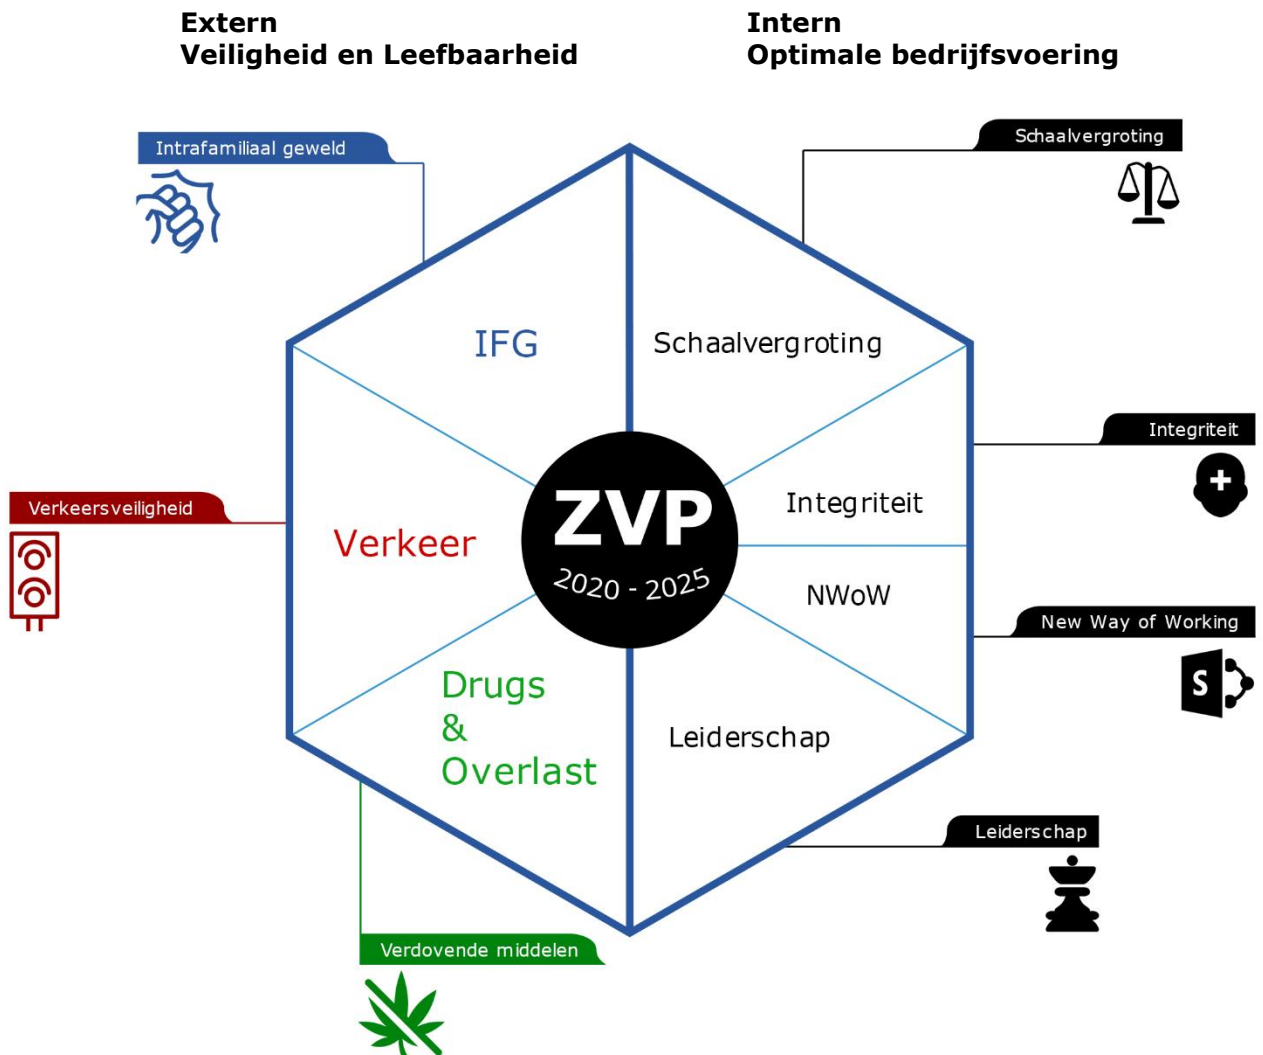 Extern
Veiligheid en Leefbaarheid
Intern
Optimale bedrijfsvoering
Intrafamiliaal geweld
Schaalvergroting
IFG
Schaalvergroting
Integriteit
Verkeersveiligheid
Verkeer
ZVP
2020 - 2025
Integriteit
NWoW
New Way of Working
S
Drugs
&
Overlast
Leiderschap
Leiderschap
Verdovende middelen